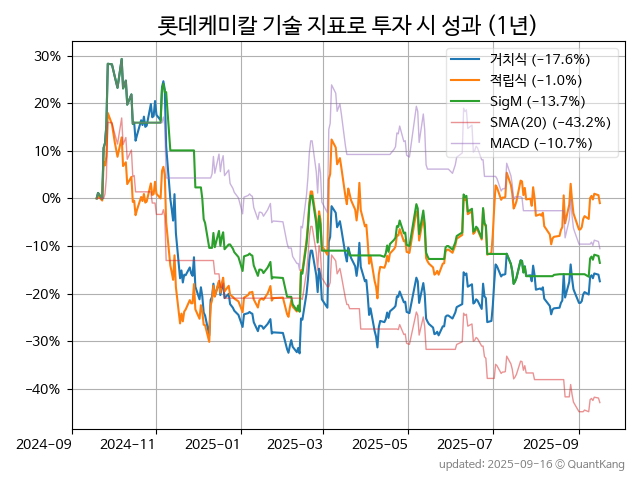 롯데케미칼 기술 지표로 투자 시 성과 (1년)
30%
20%
10%
0%
−10%
−20%
−30%
−40%
거치식 (−17.6%)
적립식 (−1.0%)
SigM (−13.7%)
SMA(20) (−43.2%)
MACD (−10.7%)
2024-09
2024-11
2025-01
2025-03
2025-05
2025-07
2025-09
updated: 2025-09-16 © QuantKang